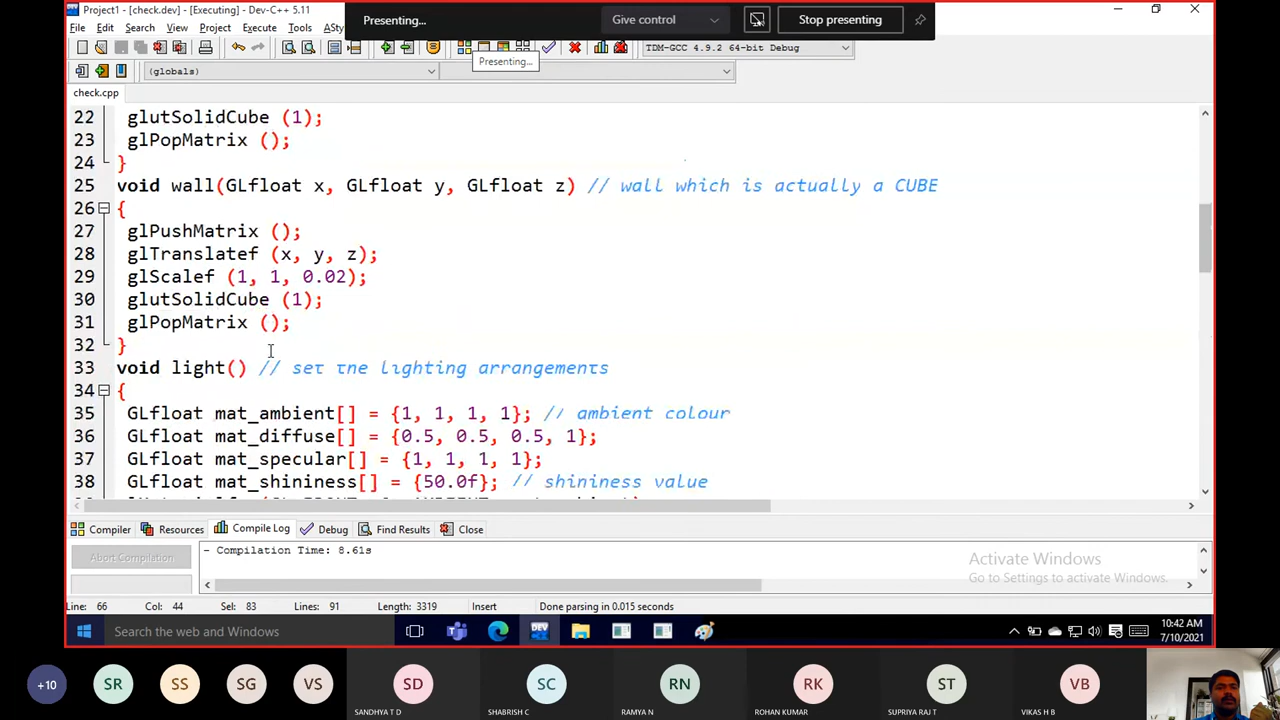 Project1 - [check.cpp] - [Executing] - Dev-C++ 5.11
Presenting...
Give control
Stop presenting
File Edit Search View Project Execute Tools AStyle
Presenting...
TDM-GCC 4.9.2 64-bit Debug
(globals)
check.cpp
22 glutSolidCube (1);
23 glPopMatrix ();
24 }
25 void wall(GLfloat x, GLfloat y, GLfloat z) // wall which is actually a CUBE
26 {
27 glPushMatrix ();
28 glTranslatef (x, y, z);
29 glScalef (1, 1, 0.02);
30 glutSolidCube (1);
31 glPopMatrix ();
32 }
33 void light() // set the lighting arrangements
34 {
35 GLfloat mat_ambient[] = {1, 1, 1, 1}; // ambient colour
36 GLfloat mat_diffuse[] = {0.5, 0.5, 0.5, 1};
37 GLfloat mat_specular[] = {1, 1, 1, 1};
38 GLfloat mat_shininess[] = {50.0f}; // shininess value
Compiler Resources Compile Log Debug Find Results Close
Abort Compilation
- Compilation Time: 8.61s
Activate Windows
Go to Settings to activate Windows.
Line: 66 Col: 44 Sel: 83 Lines: 91 Length: 3319 Insert Done parsing in 0.015 seconds
Search the web and Windows
DEV
10:42 AM
7/10/2021
+10 SR SS SG VS SD SC RN RK ST VB
SANDHYA T D SHABRISH C RAMYA N ROHAN KUMAR SUPRIYA RAJ T VIKAS H B